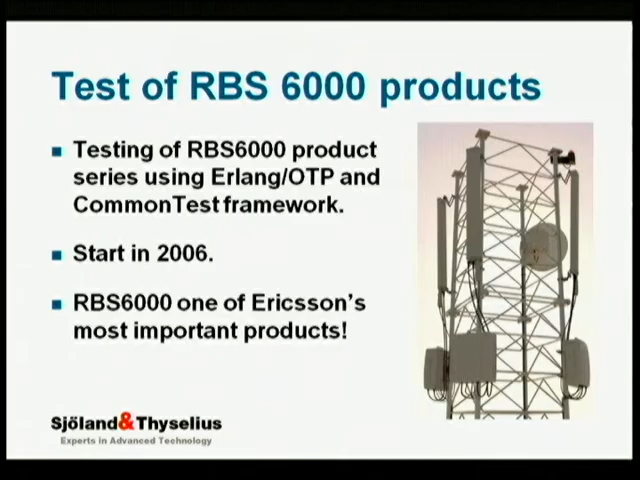 Test of RBS 6000 products
Testing of RBS6000 product
series using Erlang/OTP and
CommonTest framework.
Start in 2006.
RBS6000 one of Ericsson's
most important products!
Sjöland&Thyselius
Experts in Advanced Technology